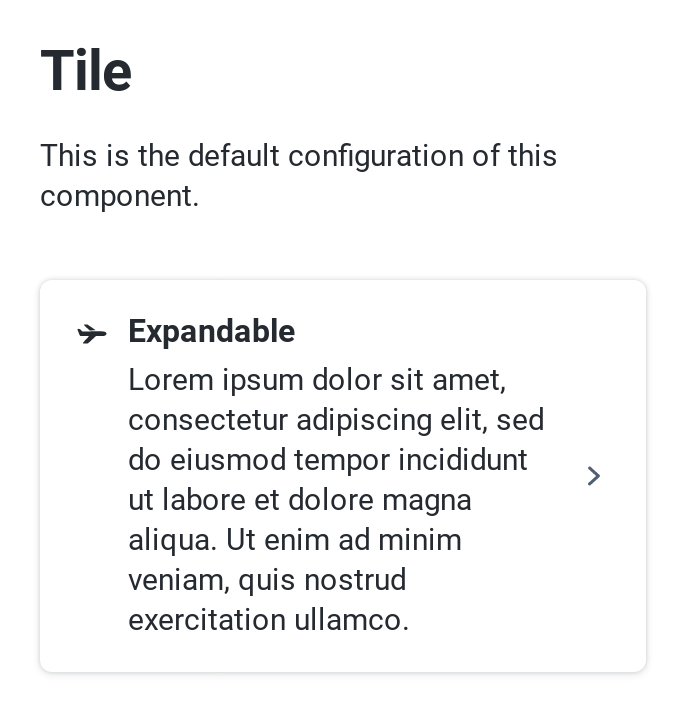 Tile
This is the default configuration of this
component.
Expandable
Lorem ipsum dolor sit amet,
consectetur adipiscing elit, sed
do eiusmod tempor incididunt
ut labore et dolore magna
aliqua. Ut enim ad minim
veniam, quis nostrud
exercitation ullamco.